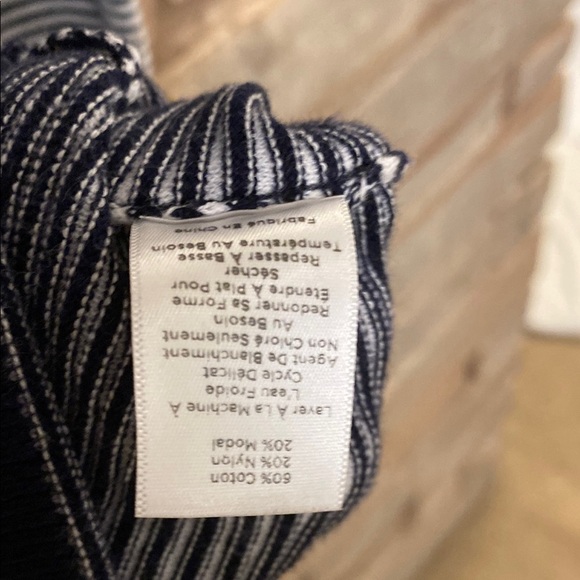 60% Coton
20% Nylon
20% Modal
Laver À La Machine À
L'eau Froide
Cycle Délicat
Agent De Blanchiment
Non Chloré Seulement
Au Besoin
Redonner Sa Forme
Étendre À Plat Pour
Sécher
Repasser À Basse
Température Au Besoin
Fabriqué En Chine